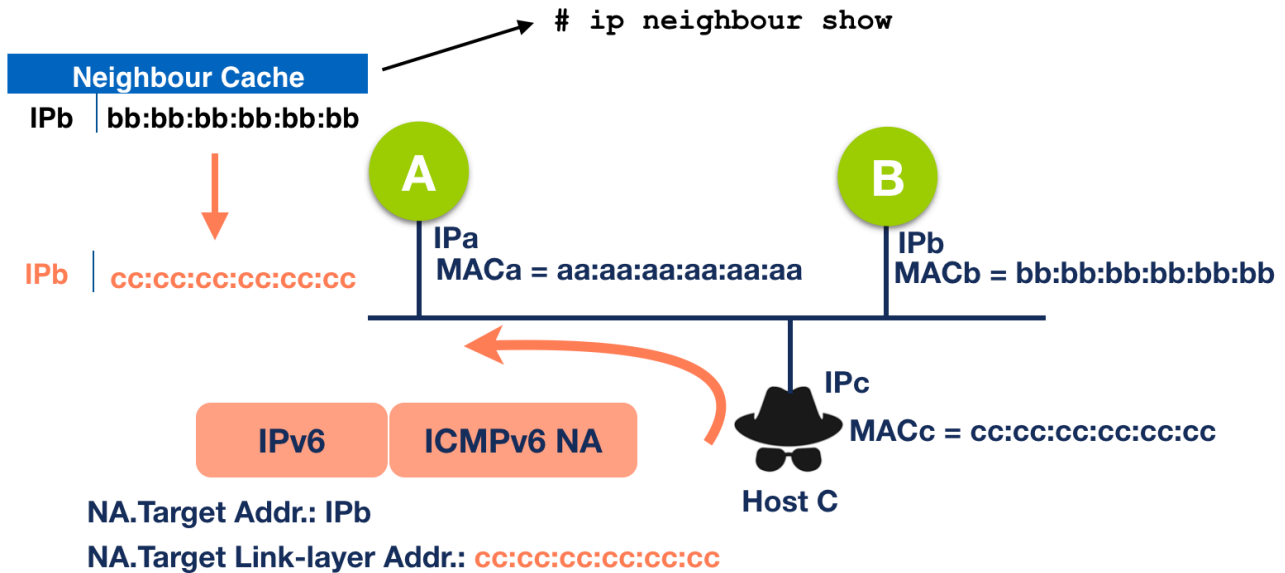 # ip neighbour show
Neighbour Cache
IPb bb:bb:bb:bb:bb:bb
A
B
IPa
MACa = aa:aa:aa:aa:aa:aa
IPb
MACb = bb:bb:bb:bb:bb:bb
IPb cc:cc:cc:cc:cc:cc
IPc
MACc = cc:cc:cc:cc:cc:cc
IPv6 ICMPv6 NA
Host C
NA.Target Addr.: IPb
NA.Target Link-layer Addr.: cc:cc:cc:cc:cc:cc